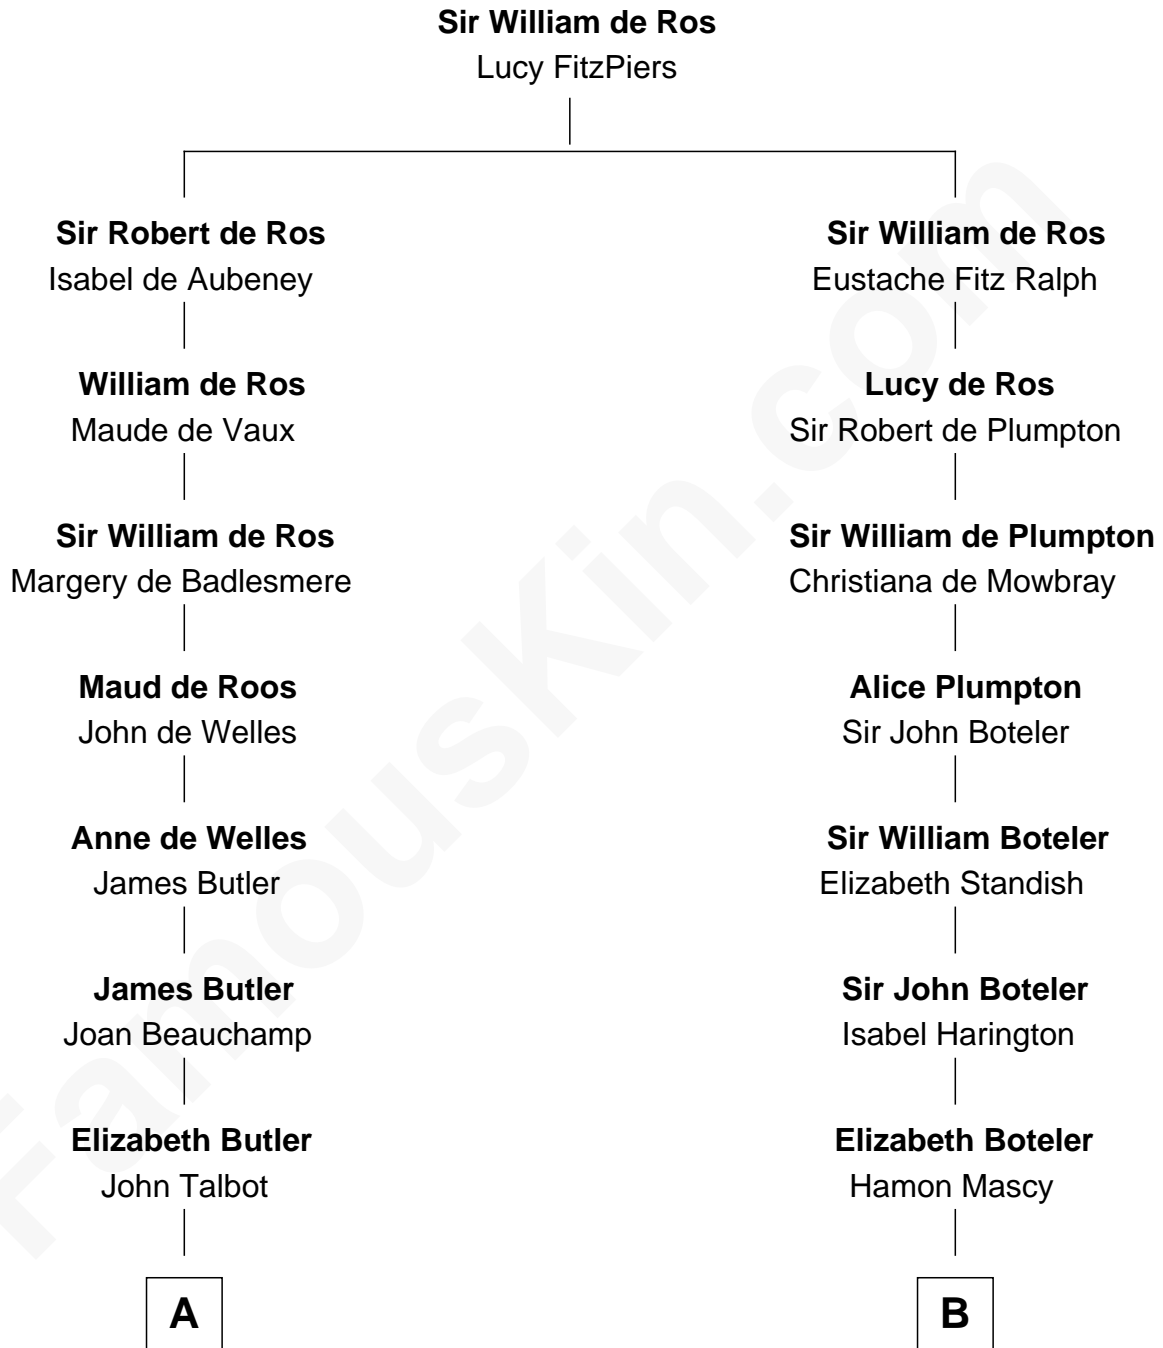 Sir William de Ros
Lucy FitzPiers
Sir Robert de Ros
Isabel de Aubeney
Sir William de Ros
Eustache Fitz Ralph
William de Ros
Maude de Vaux
Lucy de Ros
Sir Robert de Plumpton
Sir William de Ros
Margery de Badlesmere
Sir William de Plumpton
Christiana de Mowbray
Maud de Roos
John de Welles
Alice Plumpton
Sir John Boteler
Anne de Welles
James Butler
Sir William Boteler
Elizabeth Standish
James Butler
Joan Beauchamp
Sir John Boteler
Isabel Harington
Elizabeth Butler
John Talbot
Elizabeth Boteler
Hamon Mascy
A
B
FamousKin.com